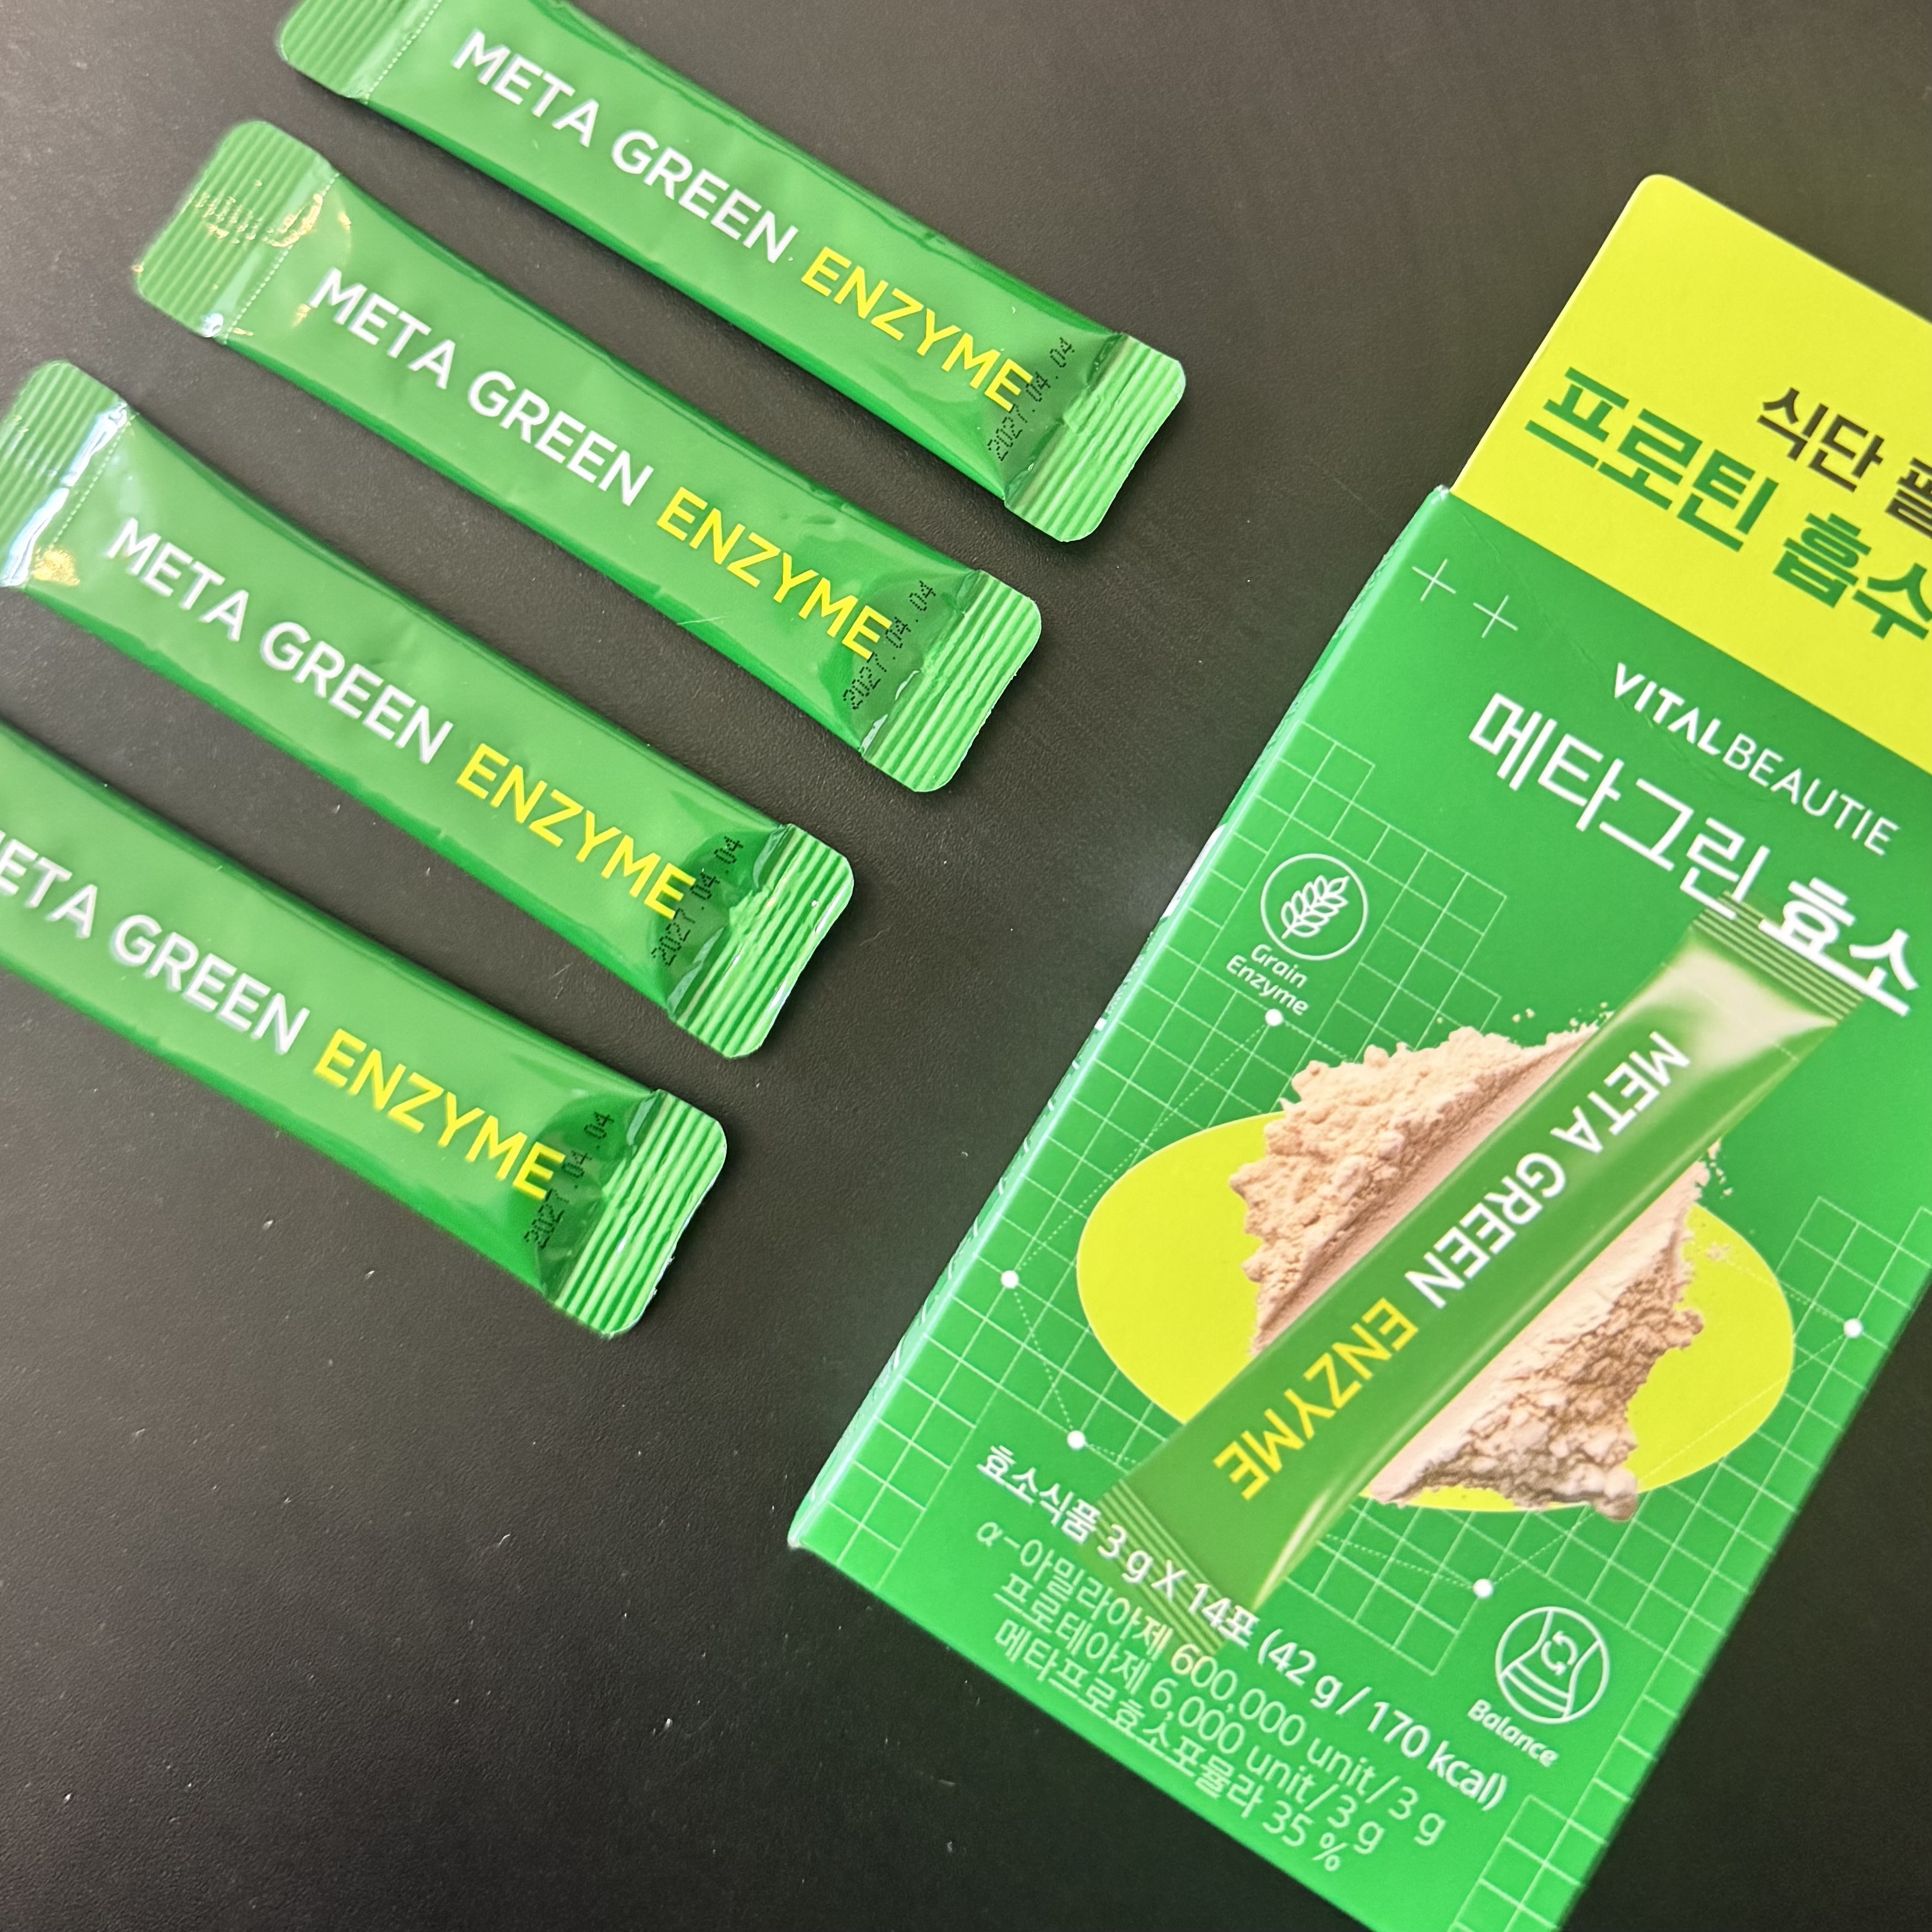 META GREEN ENZYME
2027.04.04
META GREEN ENZYME
2027.04.04
META GREEN ENZYME
2027.04.04
META GREEN ENZYME
2027.04.04
식단
프로틴 흡수
VITALBEAUTIE
메타그린 효소
Grain
Enzyme
META GREEN ENZYME
효소식품 3 g X 14포 (42 g / 170 kcal)
α-아밀라아제 600,000 unit/3 g
프로테아제 6,000 unit/3 g
메타프로효소포뮬라 35 %
Balance